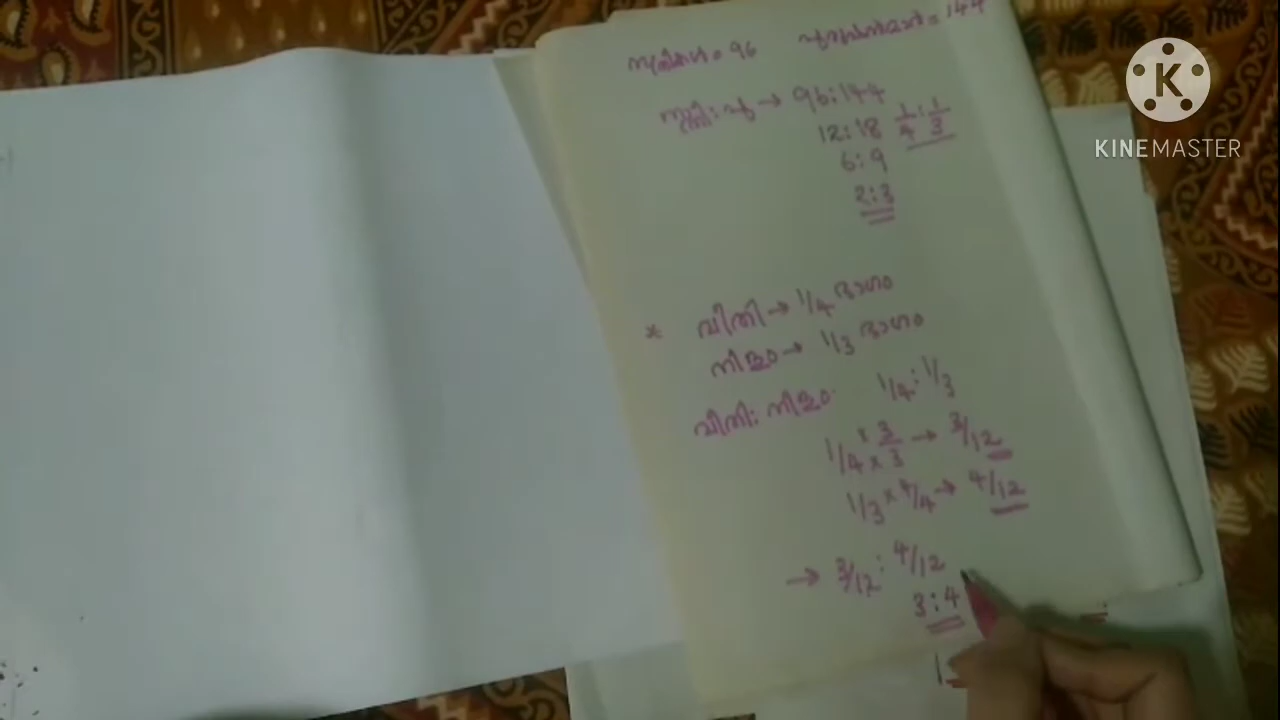 സ്ത്രീകൾ = 96 പുരുഷന്മാർ = 144
സ്ത്രീ : പു → 96:144
12:18 1/4 : 1/3
6:9
2:3
* വീതി → 1/4 ഭാഗം
നീളം → 1/3 ഭാഗം
വീതി : നീളം 1/4 : 1/3
1/4 × 3/3 → 3/12
1/3 × 4/4 → 4/12
→ 3/12 : 4/12
3:4
KINEMASTER